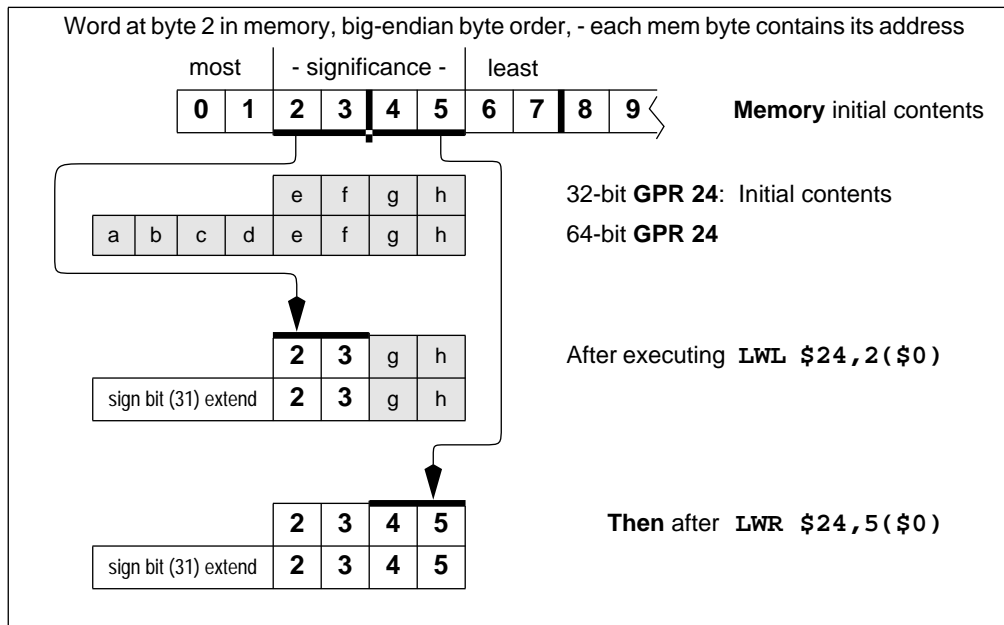 Word at byte 2 in memory, big-endian byte order, - each mem byte contains its address
most - significance - least
0 1 2 3 4 5 6 7 8 9 Memory initial contents
e f g h 32-bit GPR 24: Initial contents
a b c d e f g h 64-bit GPR 24
2 3 g h After executing LWL $24,2($0)
sign bit (31) extend 2 3 g h
2 3 4 5 Then after LWR $24,5($0)
sign bit (31) extend 2 3 4 5